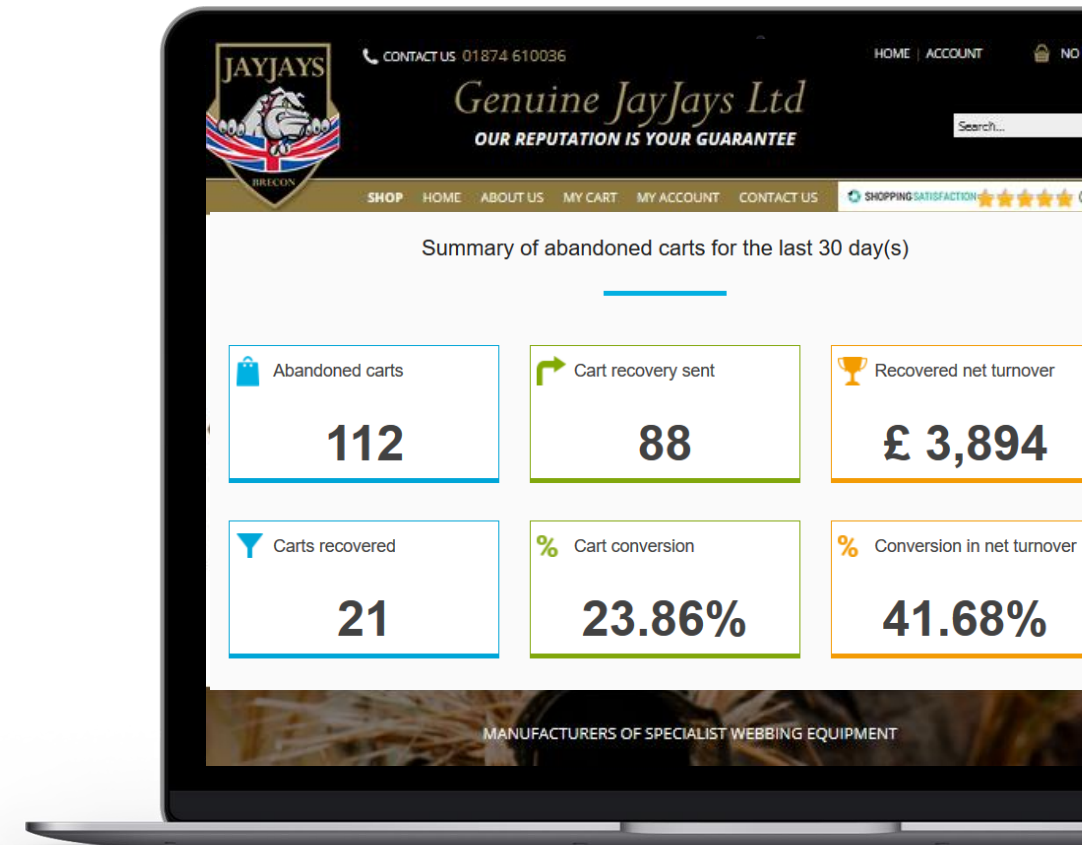 JAYJAYS
BRECON
CONTACT US 01874 610036
HOME | ACCOUNT
NO
Genuine JayJays Ltd
OUR REPUTATION IS YOUR GUARANTEE
Search...
SHOP HOME ABOUT US MY CART MY ACCOUNT CONTACT US
SHOPPING SATISFACTION
Summary of abandoned carts for the last 30 day(s)
Abandoned carts
112
Cart recovery sent
88
Recovered net turnover
£ 3,894
Carts recovered
21
% Cart conversion
23.86%
% Conversion in net turnover
41.68%
MANUFACTURERS OF SPECIALIST WEBBING EQUIPMENT